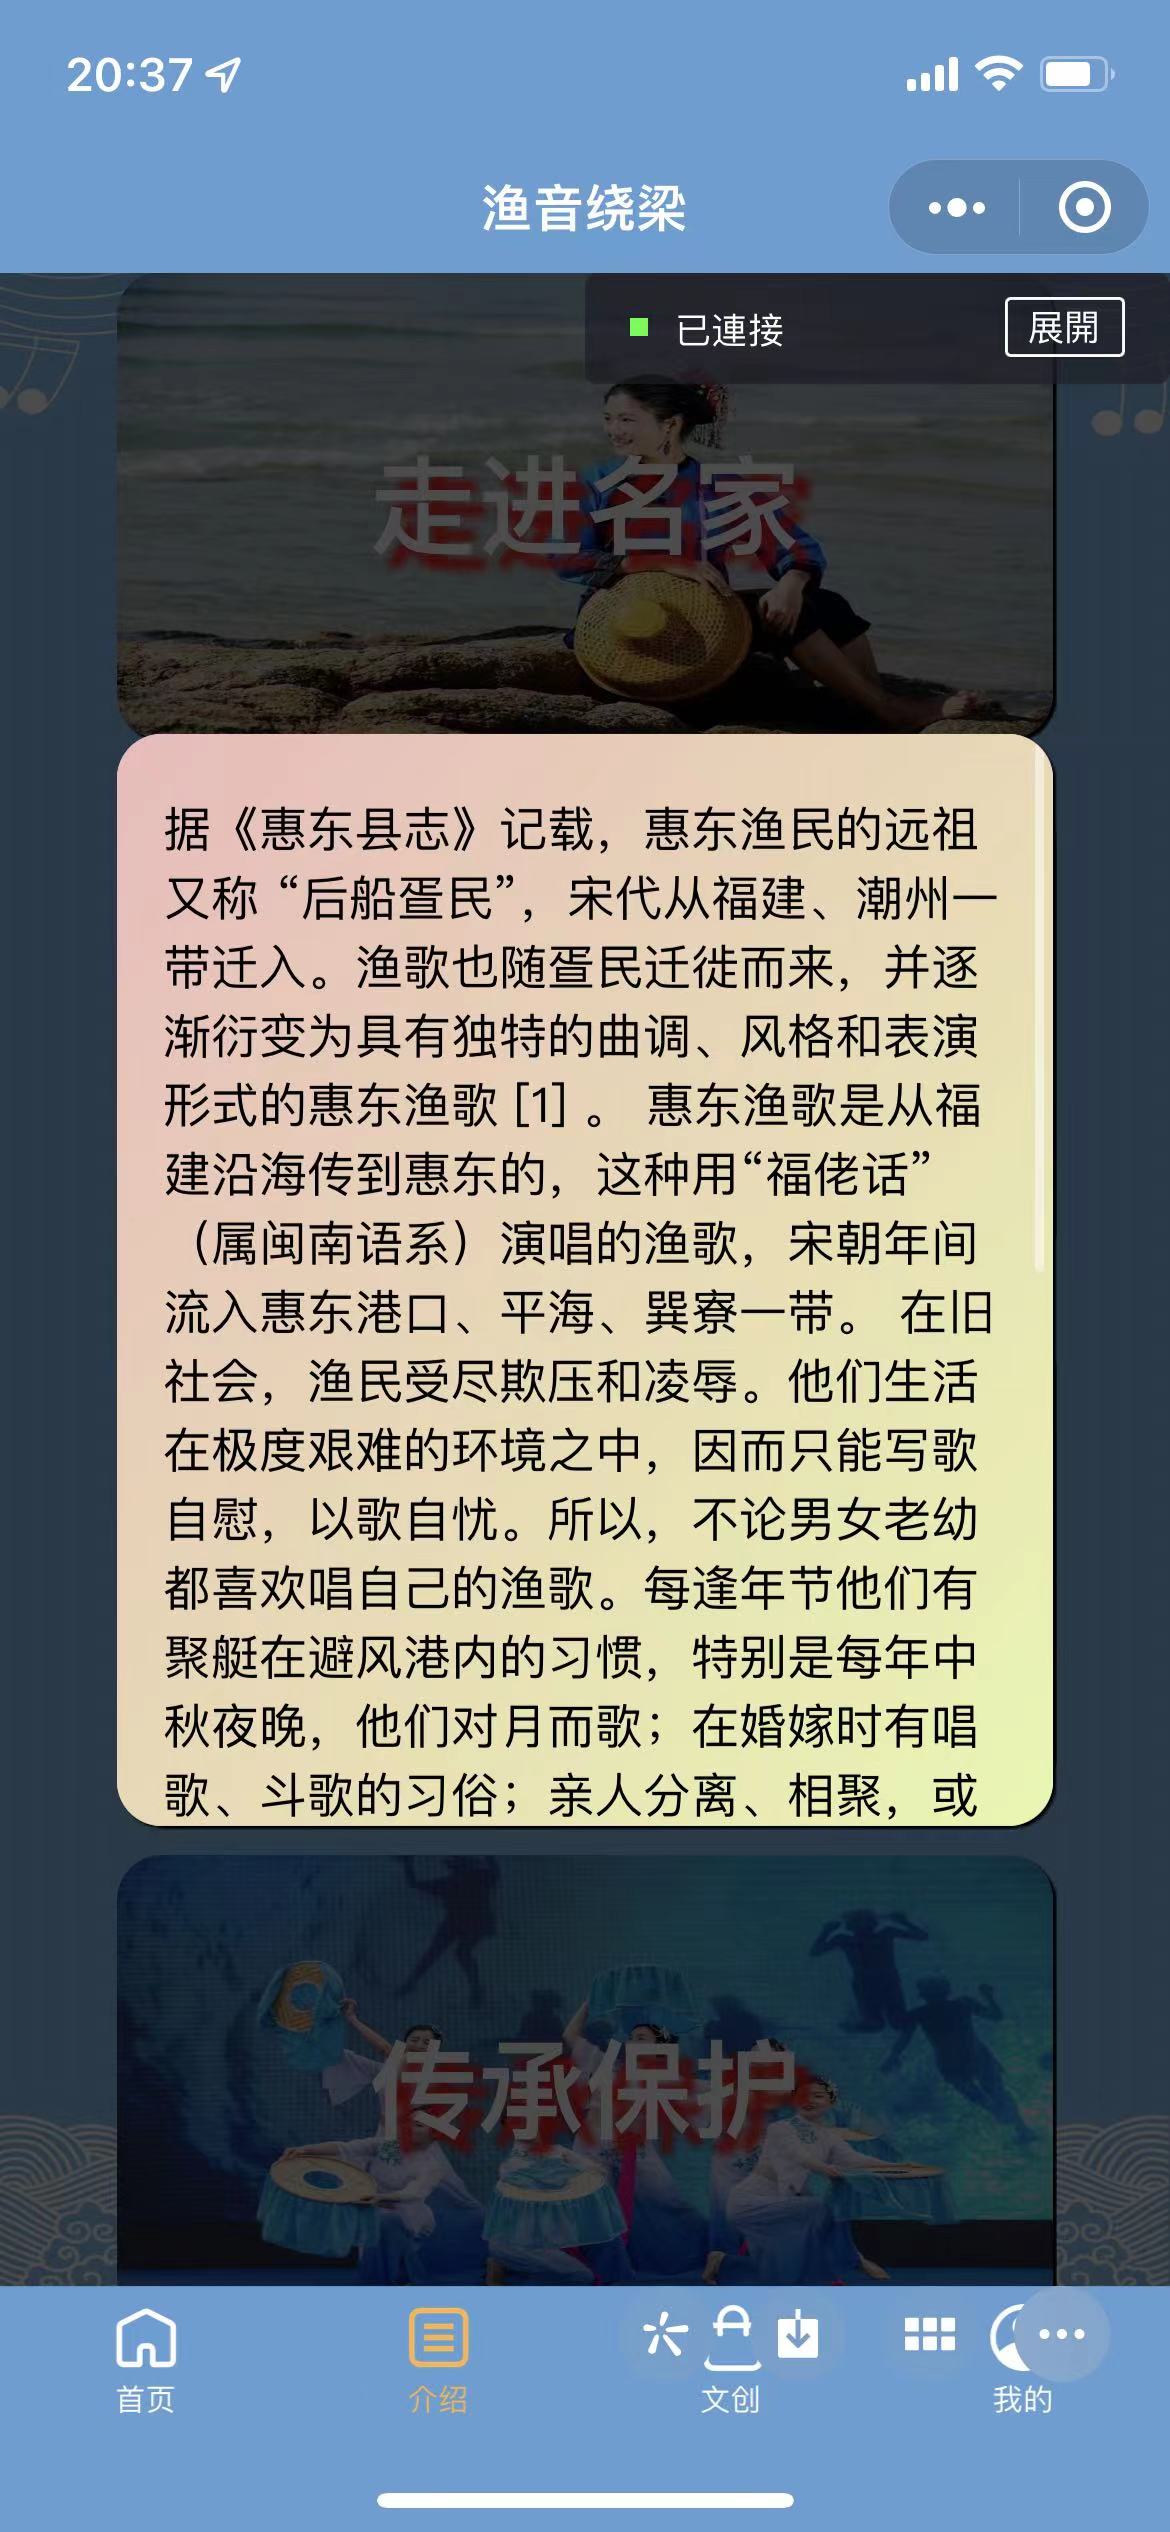 20:37
渔音绕梁
已連接
展開
走进名家
据《惠东县志》记载，惠东渔民的远祖
又称 “后船疍民”，宋代从福建、潮州一
带迁入。渔歌也随疍民迁徙而来，并逐
渐衍变为具有独特的曲调、风格和表演
形式的惠东渔歌 [1] 。 惠东渔歌是从福
建沿海传到惠东的，这种用“福佬话”
（属闽南语系）演唱的渔歌，宋朝年间
流入惠东港口、平海、巽寮一带。 在旧
社会，渔民受尽欺压和凌辱。他们生活
在极度艰难的环境之中，因而只能写歌
自慰，以歌自忧。所以，不论男女老幼
都喜欢唱自己的渔歌。每逢年节他们有
聚艇在避风港内的习惯，特别是每年中
秋夜晚，他们对月而歌；在婚嫁时有唱
歌、斗歌的习俗；亲人分离、相聚，或
传承保护
首页
介绍
文创
我的